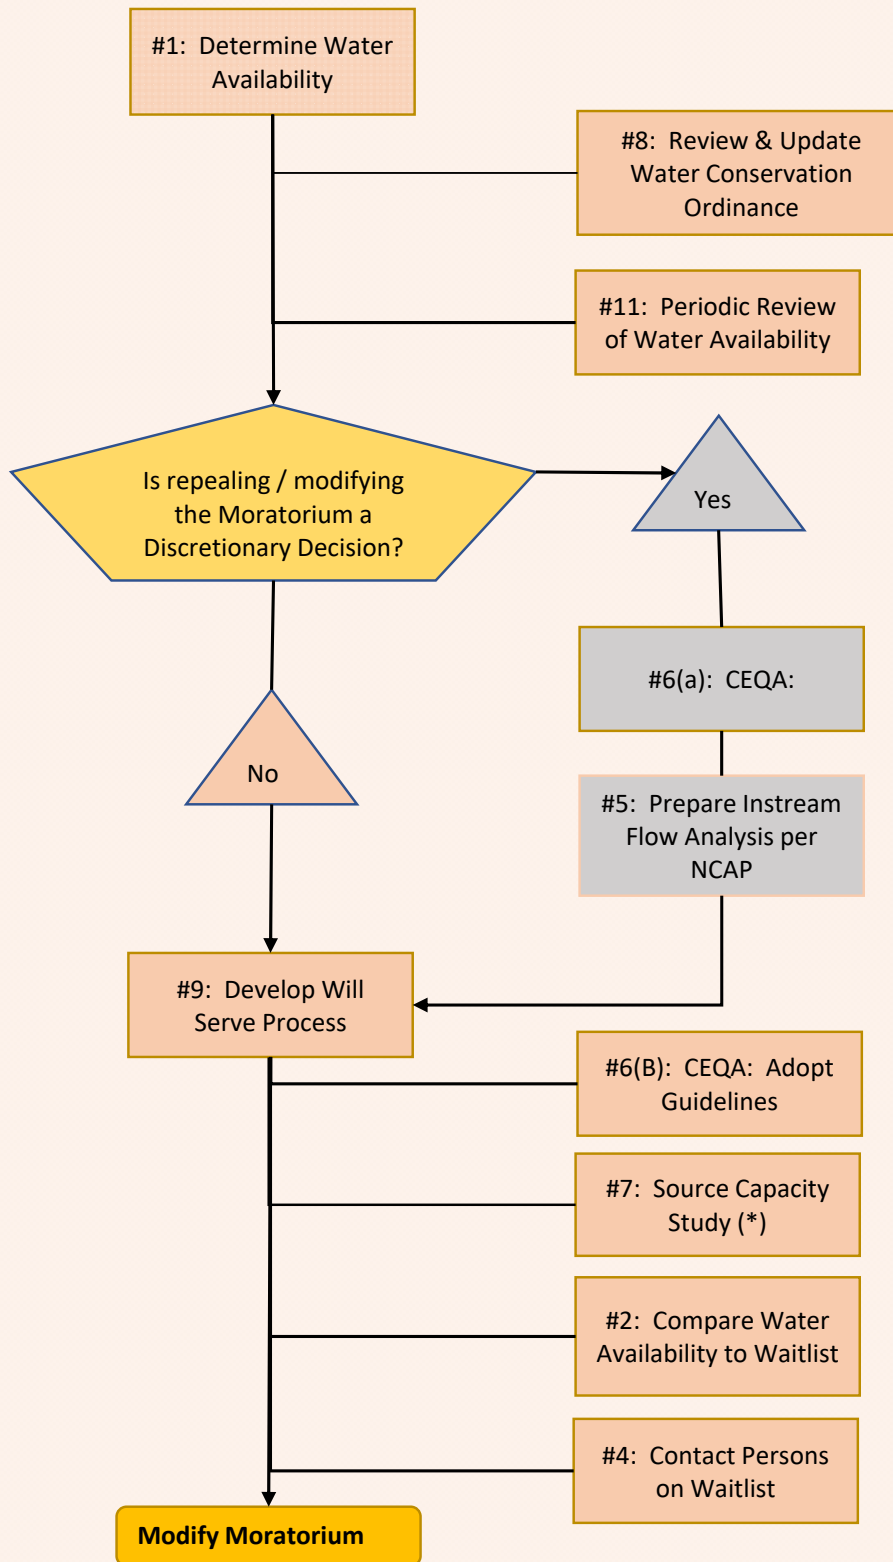 #1:  Determine Water
Availability
#8:  Review & Update
Water Conservation
Ordinance
#11:  Periodic Review
of Water Availability
Is repealing / modifying
the Moratorium a
Discretionary Decision?
Yes
#6(a):  CEQA:
No
#5:  Prepare Instream
Flow Analysis per
NCAP
#9:  Develop Will
Serve Process
#6(B):  CEQA:  Adopt
Guidelines
#7:  Source Capacity
Study (*)
#2:  Compare Water
Availability to Waitlist
#4:  Contact Persons
on Waitlist
Modify Moratorium